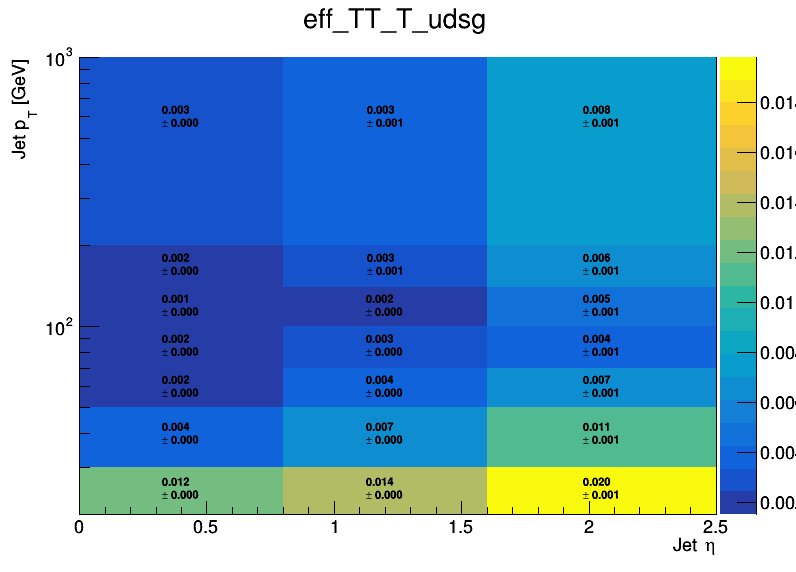 eff_TT_T_udsg
10³
Jet p_T [GeV]
0.003 0.003 0.008
± 0.000 ± 0.001 ± 0.001
0.002 0.003 0.006
± 0.000 ± 0.001 ± 0.001
0.001 0.002 0.005
± 0.000 ± 0.000 ± 0.001
10²
0.002 0.003 0.004
± 0.000 ± 0.000 ± 0.001
0.002 0.004 0.007
± 0.000 ± 0.000 ± 0.001
0.004 0.007 0.011
± 0.000 ± 0.000 ± 0.001
0.012 0.014 0.020
± 0.000 ± 0.000 ± 0.001
0 0.5 1 1.5 2 2.5
Jet η